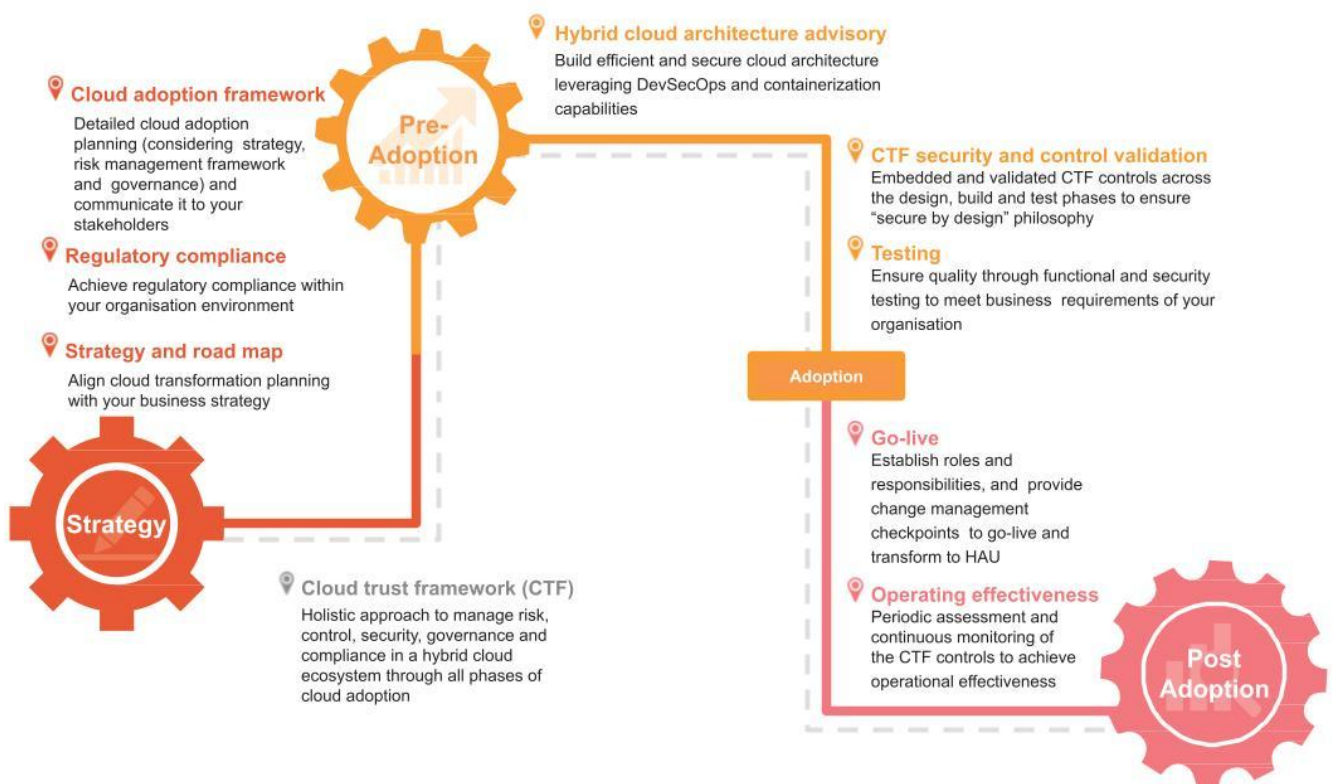 Hybrid cloud architecture advisory
Build efficient and secure cloud architecture
leveraging DevSecOps and containerization
capabilities
Cloud adoption framework
Detailed cloud adoption
planning (considering strategy,
risk management framework
and governance) and
communicate it to your
stakeholders
Pre-
Adoption
CTF security and control validation
Embedded and validated CTF controls across
the design, build and test phases to ensure
“secure by design” philosophy
Regulatory compliance
Achieve regulatory compliance within
your organisation environment
Testing
Ensure quality through functional and security
testing to meet business requirements of your
organisation
Strategy and road map
Align cloud transformation planning
with your business strategy
Adoption
Go-live
Establish roles and
responsibilities, and provide
change management
checkpoints to go-live and
transform to HAU
Strategy
Cloud trust framework (CTF)
Holistic approach to manage risk,
control, security, governance and
compliance in a hybrid cloud
ecosystem through all phases of
cloud adoption
Operating effectiveness
Periodic assessment and
continuous monitoring of
the CTF controls to achieve
operational effectiveness
Post
Adoption